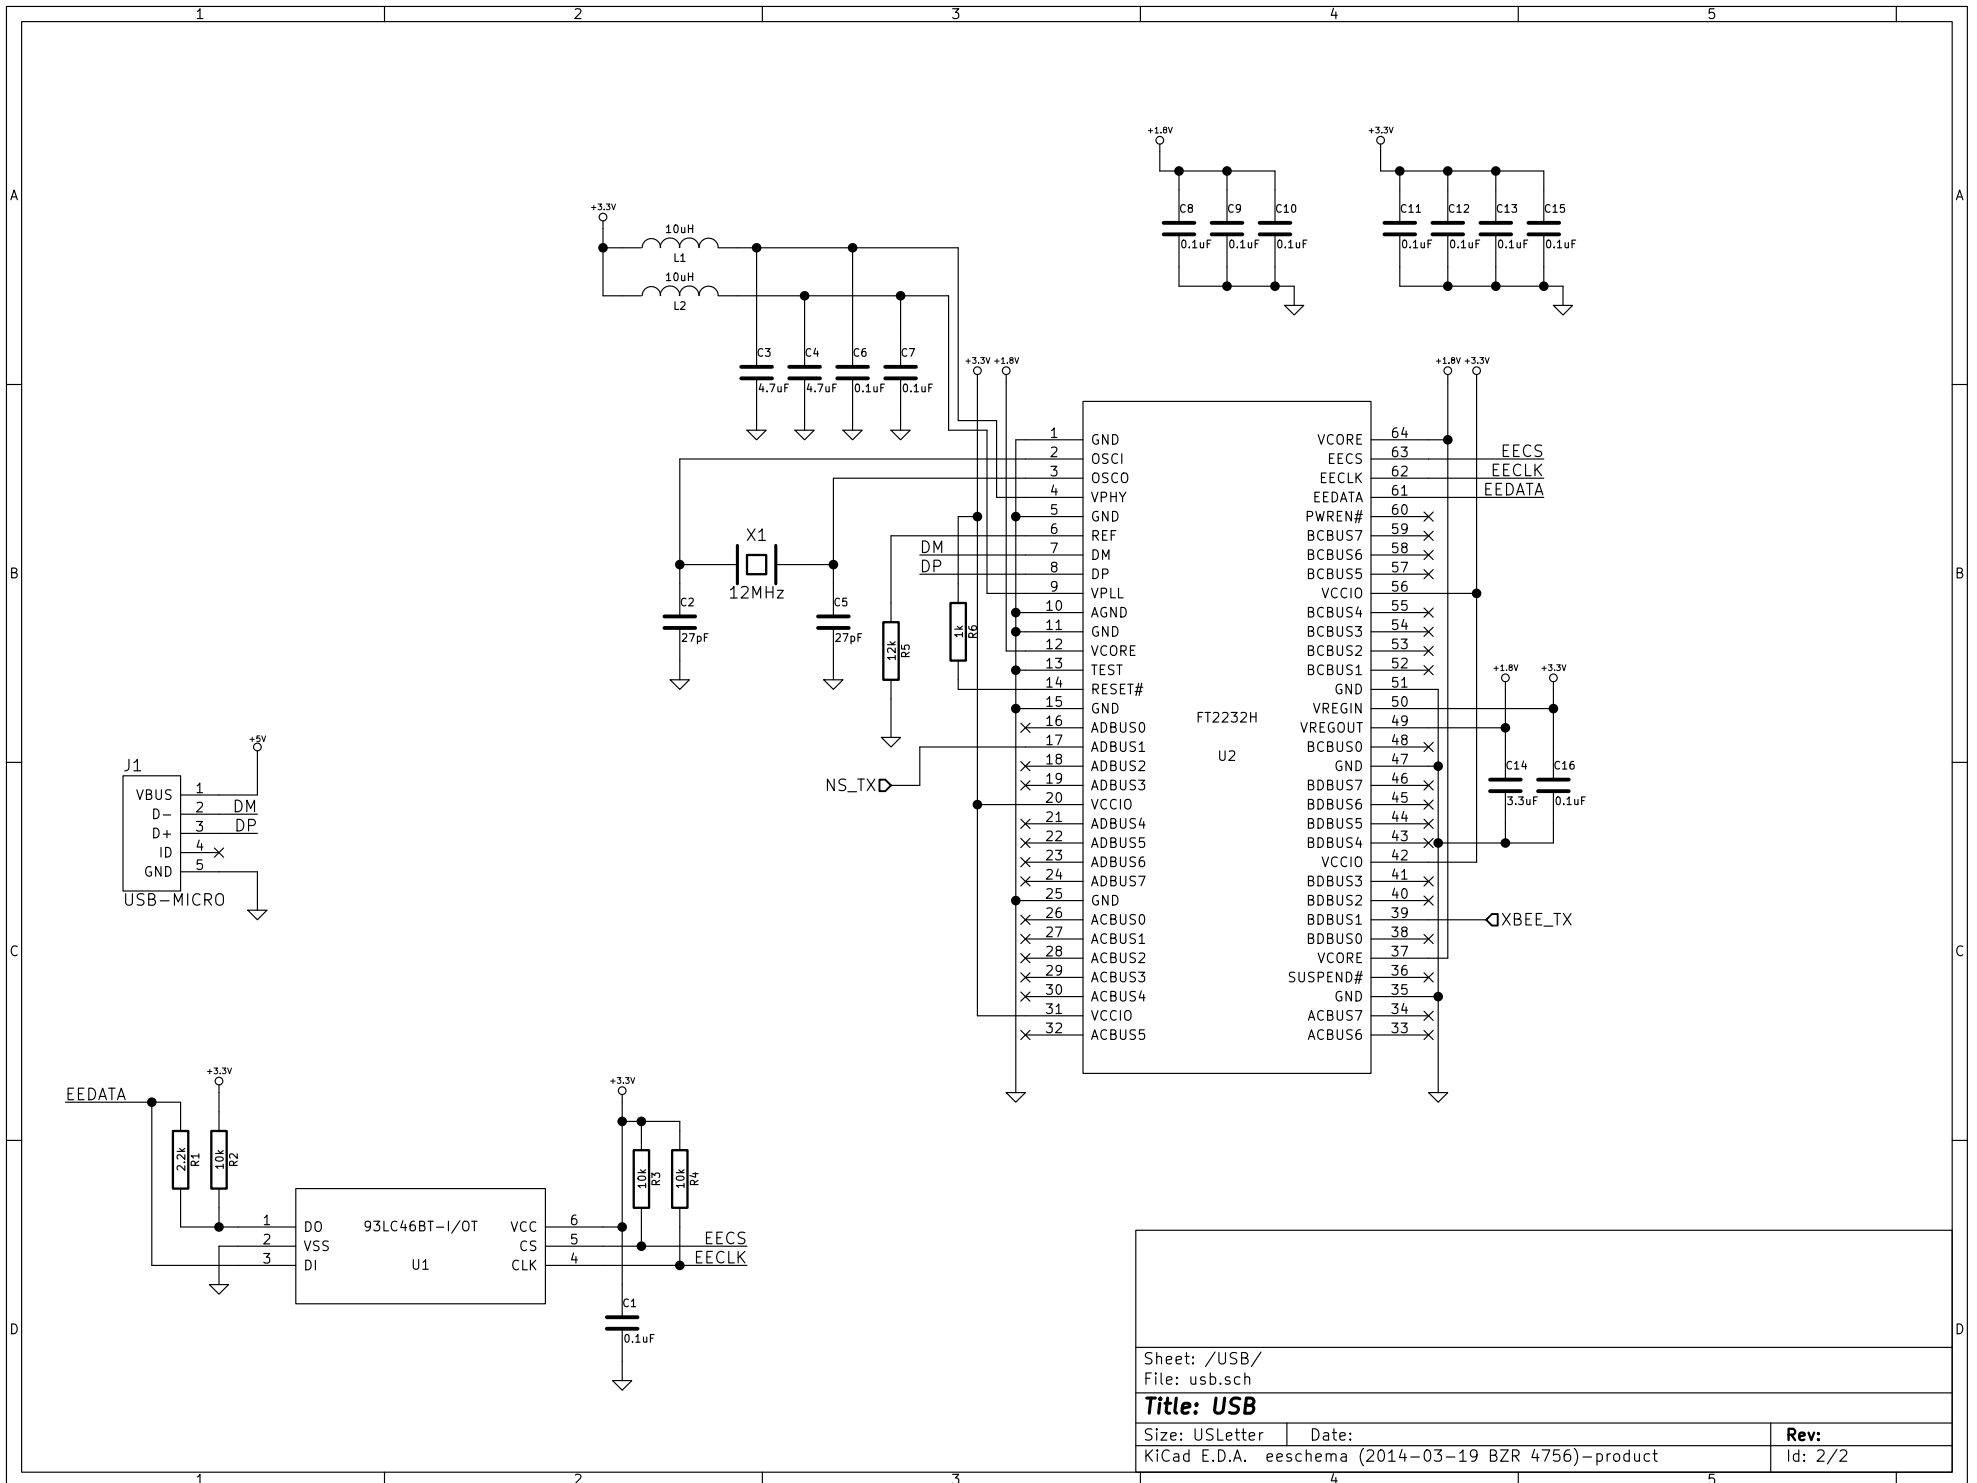 1 2 3 4 5
A A
B B
C C
D D
1 2 3 4 5
+1.8V
C8 0.1uF
C9 0.1uF
C10 0.1uF
+3.3V
C11 0.1uF
C12 0.1uF
C13 0.1uF
C15 0.1uF
+3.3V
10uH
L1
10uH
L2
C3 4.7uF
C4 4.7uF
C6 0.1uF
C7 0.1uF
+3.3V +1.8V
+1.8V +3.3V
X1
12MHz
C2 27pF
C5 27pF
12k R5
1k R6
DM
DP
NS_TX
FT2232H
U2
1 GND
2 OSCI
3 OSCO
4 VPHY
5 GND
6 REF
7 DM
8 DP
9 VPLL
10 AGND
11 GND
12 VCORE
13 TEST
14 RESET#
15 GND
16 ADBUS0
17 ADBUS1
18 ADBUS2
19 ADBUS3
20 VCCIO
21 ADBUS4
22 ADBUS5
23 ADBUS6
24 ADBUS7
25 GND
26 ACBUS0
27 ACBUS1
28 ACBUS2
29 ACBUS3
30 ACBUS4
31 VCCIO
32 ACBUS5
VCORE 64
EECS 63 EECS
EECLK 62 EECLK
EEDATA 61 EEDATA
PWREN# 60
BCBUS7 59
BCBUS6 58
BCBUS5 57
VCCIO 56
BCBUS4 55
BCBUS3 54
BCBUS2 53
BCBUS1 52
GND 51
VREGIN 50
VREGOUT 49
BCBUS0 48
GND 47
BDBUS7 46
BDBUS6 45
BDBUS5 44
BDBUS4 43
VCCIO 42
BDBUS3 41
BDBUS2 40
BDBUS1 39 XBEE_TX
BDBUS0 38
VCORE 37
SUSPEND# 36
GND 35
ACBUS7 34
ACBUS6 33
+1.8V +3.3V
C14 3.3uF
C16 0.1uF
J1
+5V
VBUS 1
D- 2 DM
D+ 3 DP
ID 4
GND 5
USB-MICRO
EEDATA
+3.3V
2.2k R1
10k R2
1 DO
2 VSS
3 DI
93LC46BT-I/OT
U1
VCC 6
CS 5 EECS
CLK 4 EECLK
+3.3V
10k R3
10k R4
C1 0.1uF
Sheet: /USB/
File: usb.sch
Title: USB
Size: USLetter Date: Rev:
KiCad E.D.A. eeschema (2014-03-19 BZR 4756)-product Id: 2/2